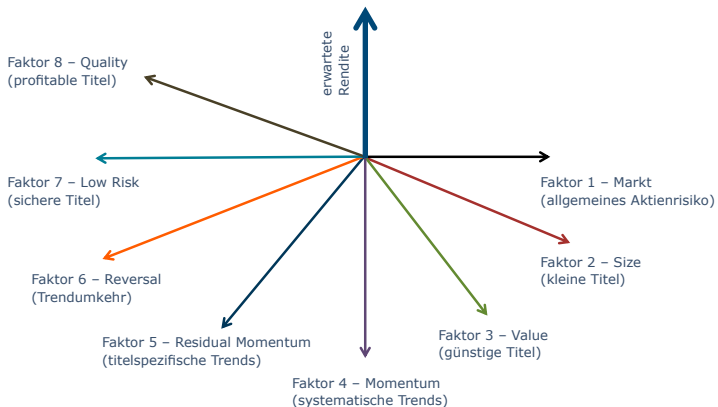 erwartete
Rendite
Faktor 8 – Quality
(profitable Titel)
Faktor 7 – Low Risk
(sichere Titel)
Faktor 1 – Markt
(allgemeines Aktienrisiko)
Faktor 6 – Reversal
(Trendumkehr)
Faktor 2 – Size
(kleine Titel)
Faktor 5 – Residual Momentum
(titelspezifische Trends)
Faktor 3 – Value
(günstige Titel)
Faktor 4 – Momentum
(systematische Trends)